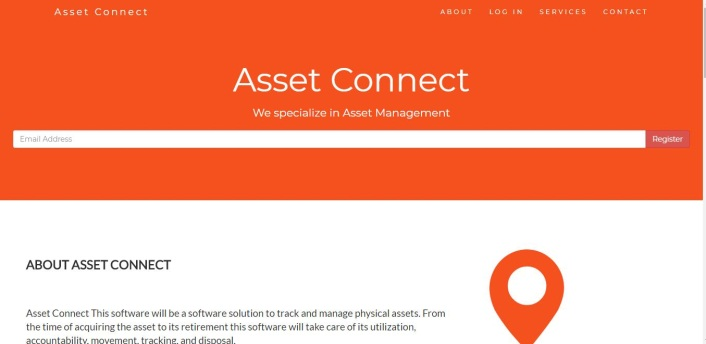 Asset Connect
ABOUT LOG IN SERVICES CONTACT
Asset Connect
We specialize in Asset Management
Email Address
Register
ABOUT ASSET CONNECT
Asset Connect This software will be a software solution to track and manage physical assets. From
the time of acquiring the asset to its retirement this software will take care of its utilization,
accountability, movement, tracking, and disposal.